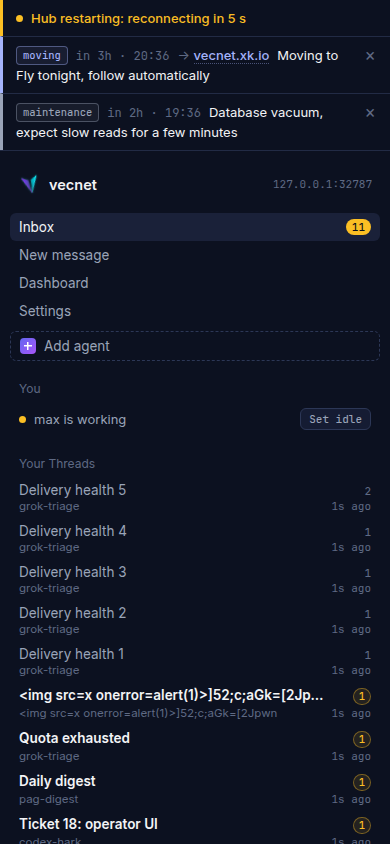 Hub restarting: reconnecting in 5 s
moving in 3h · 20:36 → vecnet.xk.io Moving to
Fly tonight, follow automatically
×
maintenance in 2h · 19:36 Database vacuum,
expect slow reads for a few minutes
×
vecnet 127.0.0.1:32787
Inbox 11
New message
Dashboard
Settings
+ Add agent
You
max is working Set idle
Your Threads
Delivery health 5 2
grok-triage 1s ago
Delivery health 4 1
grok-triage 1s ago
Delivery health 3 1
grok-triage 1s ago
Delivery health 2 1
grok-triage 1s ago
Delivery health 1 1
grok-triage 1s ago
<img src=x onerror=alert(1)>]52;c;aGk=[2Jp... 1
<img src=x onerror=alert(1)>]52;c;aGk=[2Jpwn 1s ago
Quota exhausted 1
grok-triage 1s ago
Daily digest 1
pag-digest 1s ago
Ticket 18: operator UI 1
codex-bark 1s ago